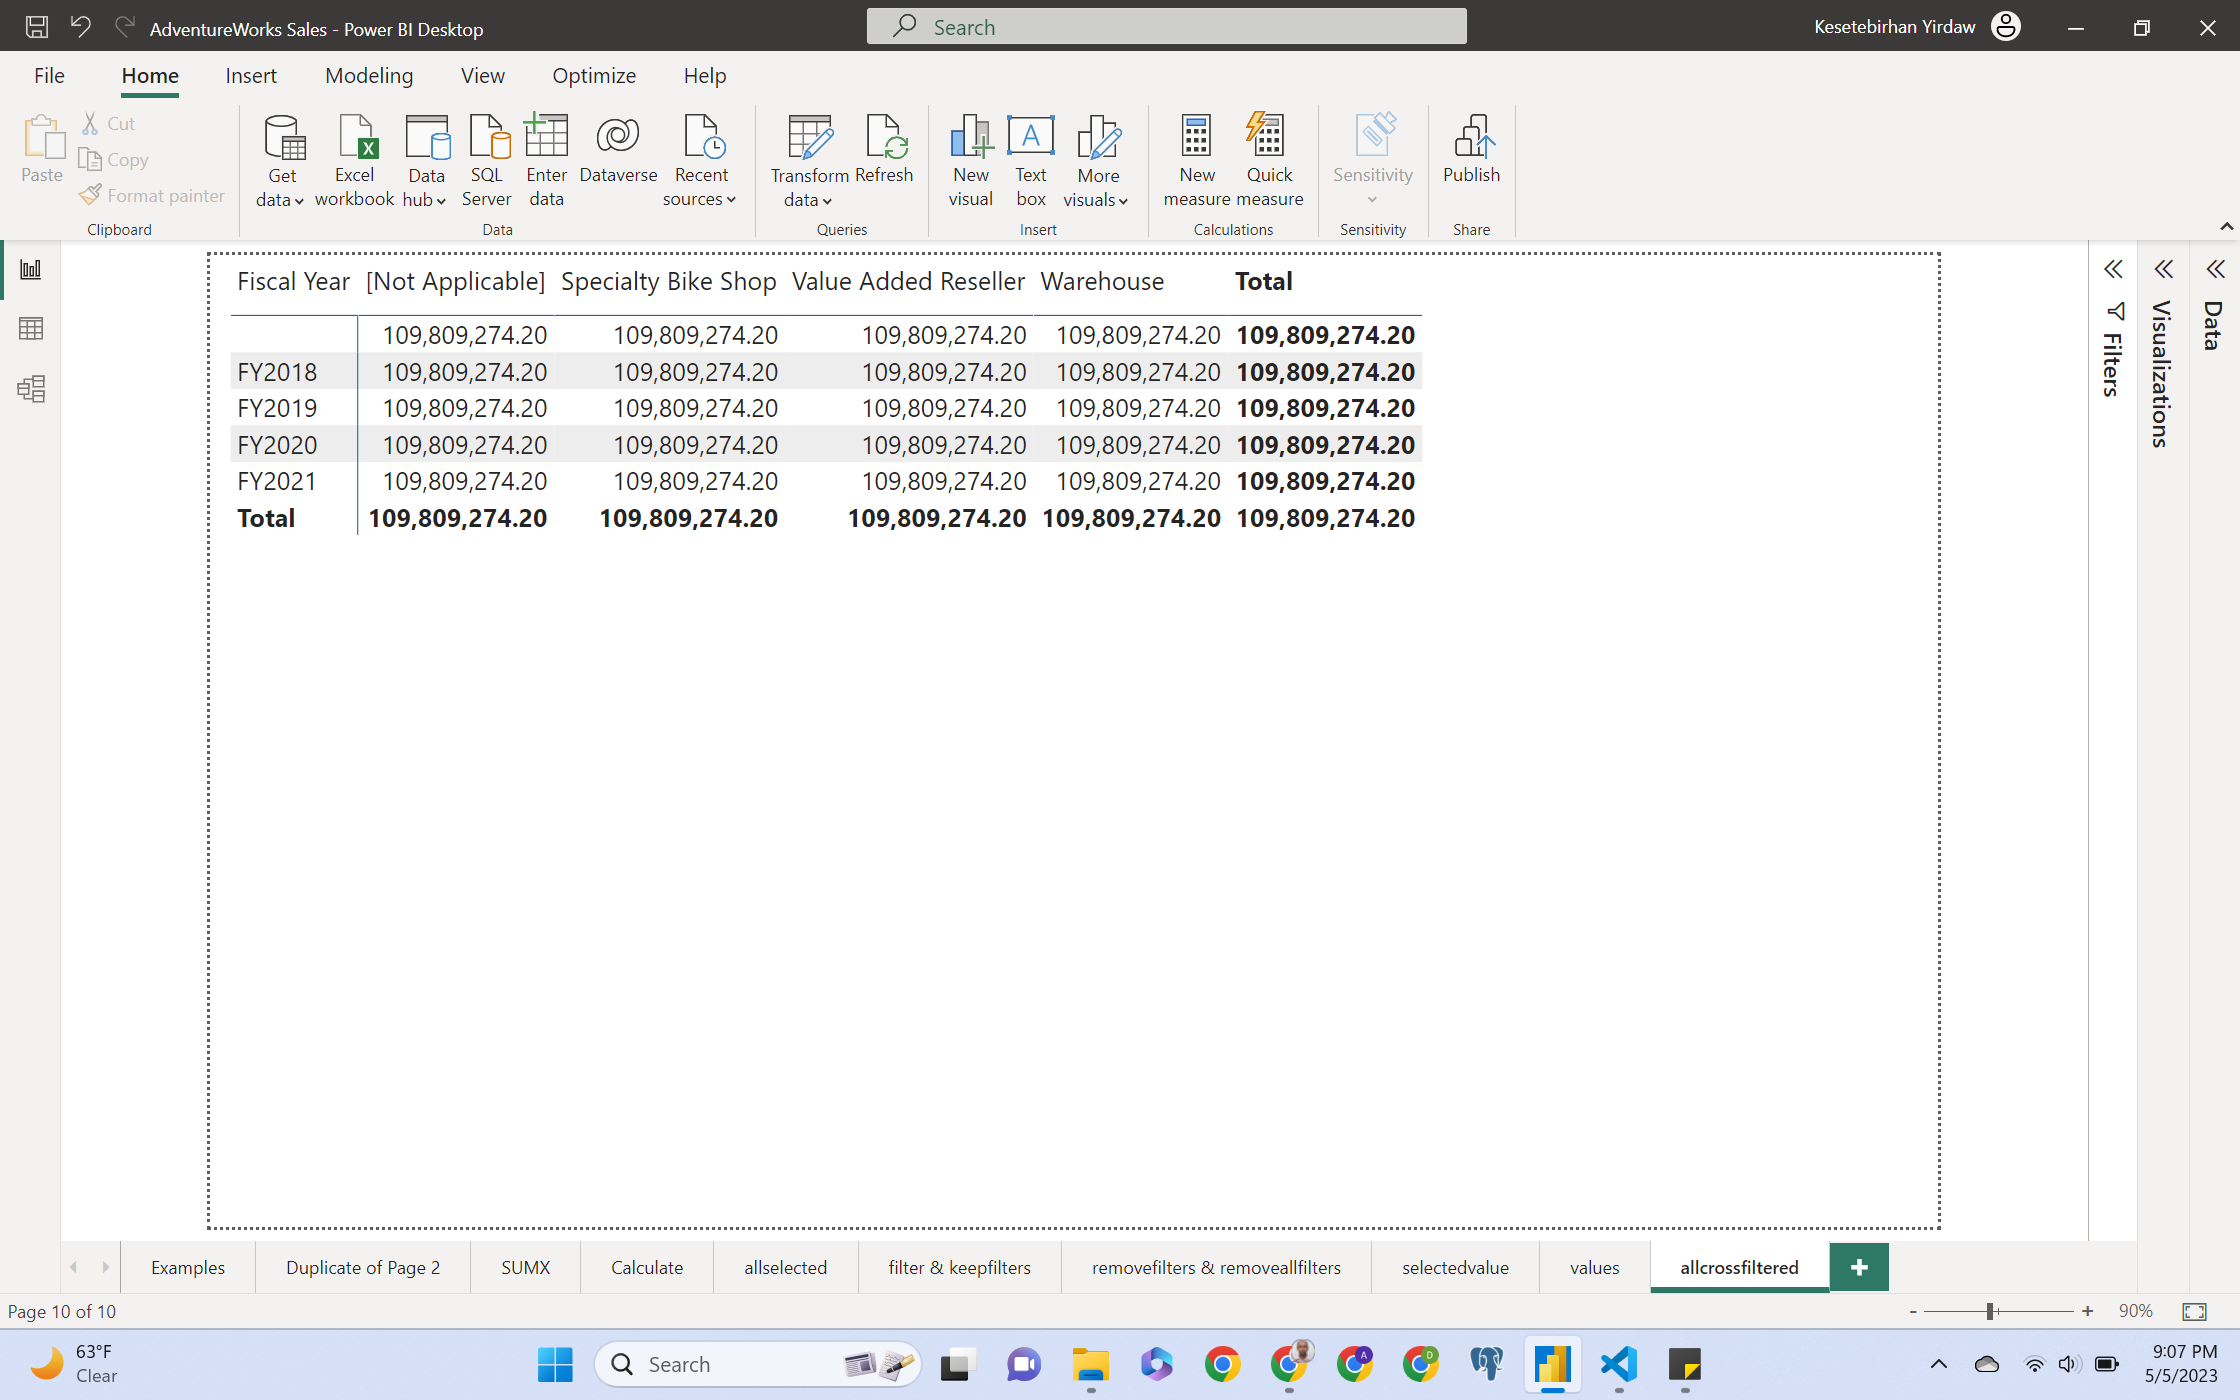 AdventureWorks Sales - Power BI Desktop
Search
Kesetebirhan Yirdaw
File Home Insert Modeling View Optimize Help
Paste
Cut
Copy
Format painter
Clipboard
Get data
Excel workbook
Data hub
SQL Server
Enter data
Dataverse
Recent sources
Data
Transform data
Refresh
Queries
New visual
Text box
More visuals
Insert
New measure
Quick measure
Calculations
Sensitivity
Sensitivity
Publish
Share
Fiscal Year [Not Applicable] Specialty Bike Shop Value Added Reseller Warehouse Total
109,809,274.20 109,809,274.20 109,809,274.20 109,809,274.20 109,809,274.20
FY2018 109,809,274.20 109,809,274.20 109,809,274.20 109,809,274.20 109,809,274.20
FY2019 109,809,274.20 109,809,274.20 109,809,274.20 109,809,274.20 109,809,274.20
FY2020 109,809,274.20 109,809,274.20 109,809,274.20 109,809,274.20 109,809,274.20
FY2021 109,809,274.20 109,809,274.20 109,809,274.20 109,809,274.20 109,809,274.20
Total 109,809,274.20 109,809,274.20 109,809,274.20 109,809,274.20 109,809,274.20
Filters
Visualizations
Data
Examples Duplicate of Page 2 SUMX Calculate allselected filter & keepfilters removefilters & removeallfilters selectedvalue values allcrossfiltered
Page 10 of 10
- + 90%
63°F
Clear
Search
A
D
9:07 PM
5/5/2023